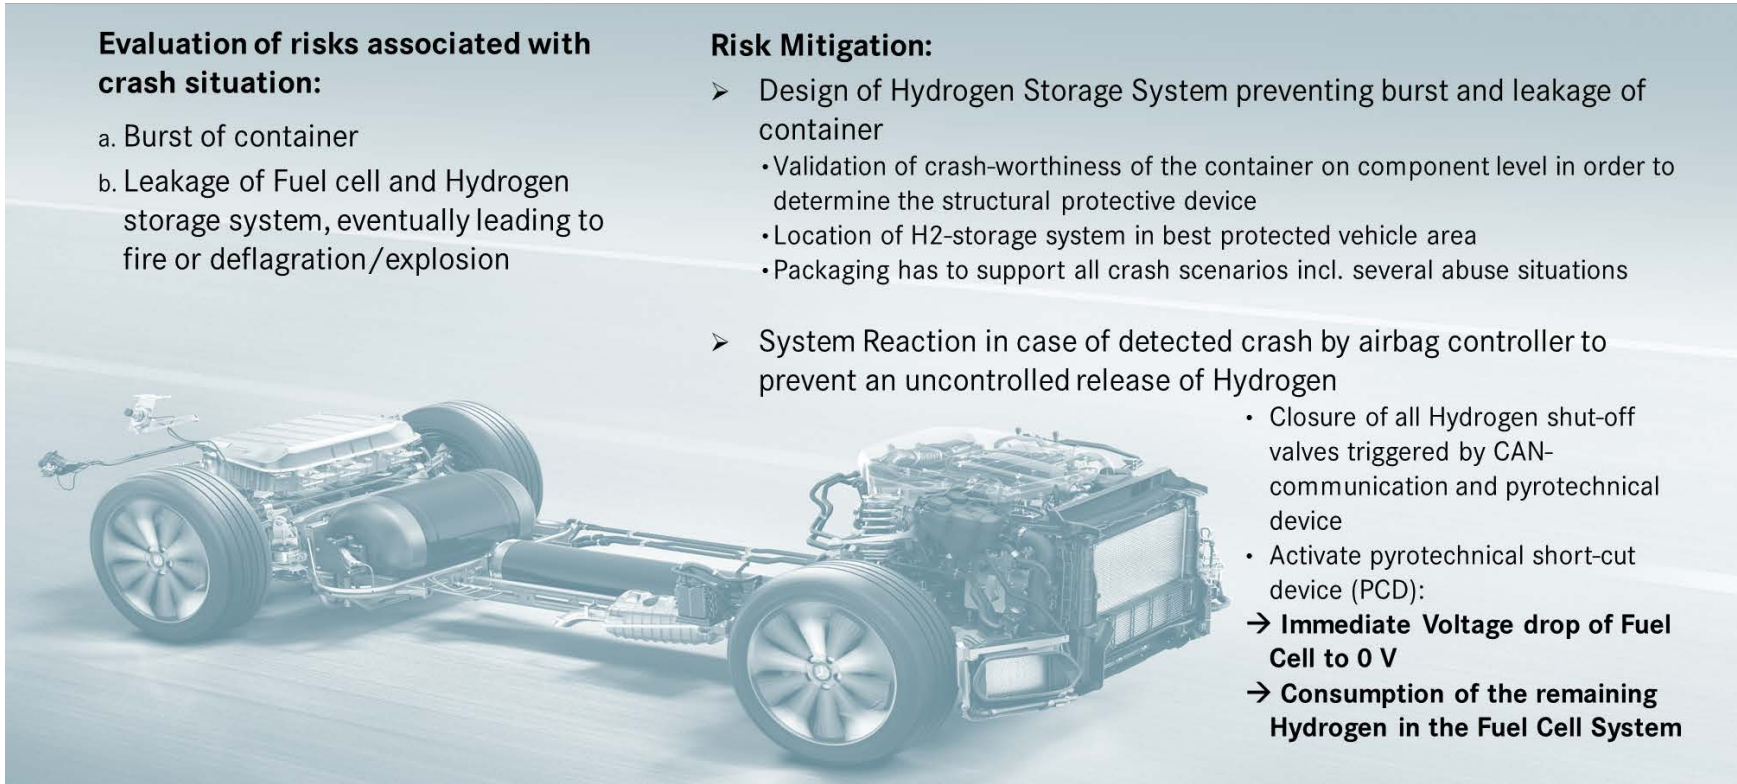 Evaluation of risks associated with
crash situation:
a. Burst of container
b. Leakage of Fuel cell and Hydrogen
storage system, eventually leading to
fire or deflagration/explosion
Risk Mitigation:
➢ Design of Hydrogen Storage System preventing burst and leakage of
container
• Validation of crash-worthiness of the container on component level in order to
determine the structural protective device
• Location of H2-storage system in best protected vehicle area
• Packaging has to support all crash scenarios incl. several abuse situations
➢ System Reaction in case of detected crash by airbag controller to
prevent an uncontrolled release of Hydrogen
• Closure of all Hydrogen shut-off
valves triggered by CAN-
communication and pyrotechnical
device
• Activate pyrotechnical short-cut
device (PCD):
→ Immediate Voltage drop of Fuel
Cell to 0 V
→ Consumption of the remaining
Hydrogen in the Fuel Cell System